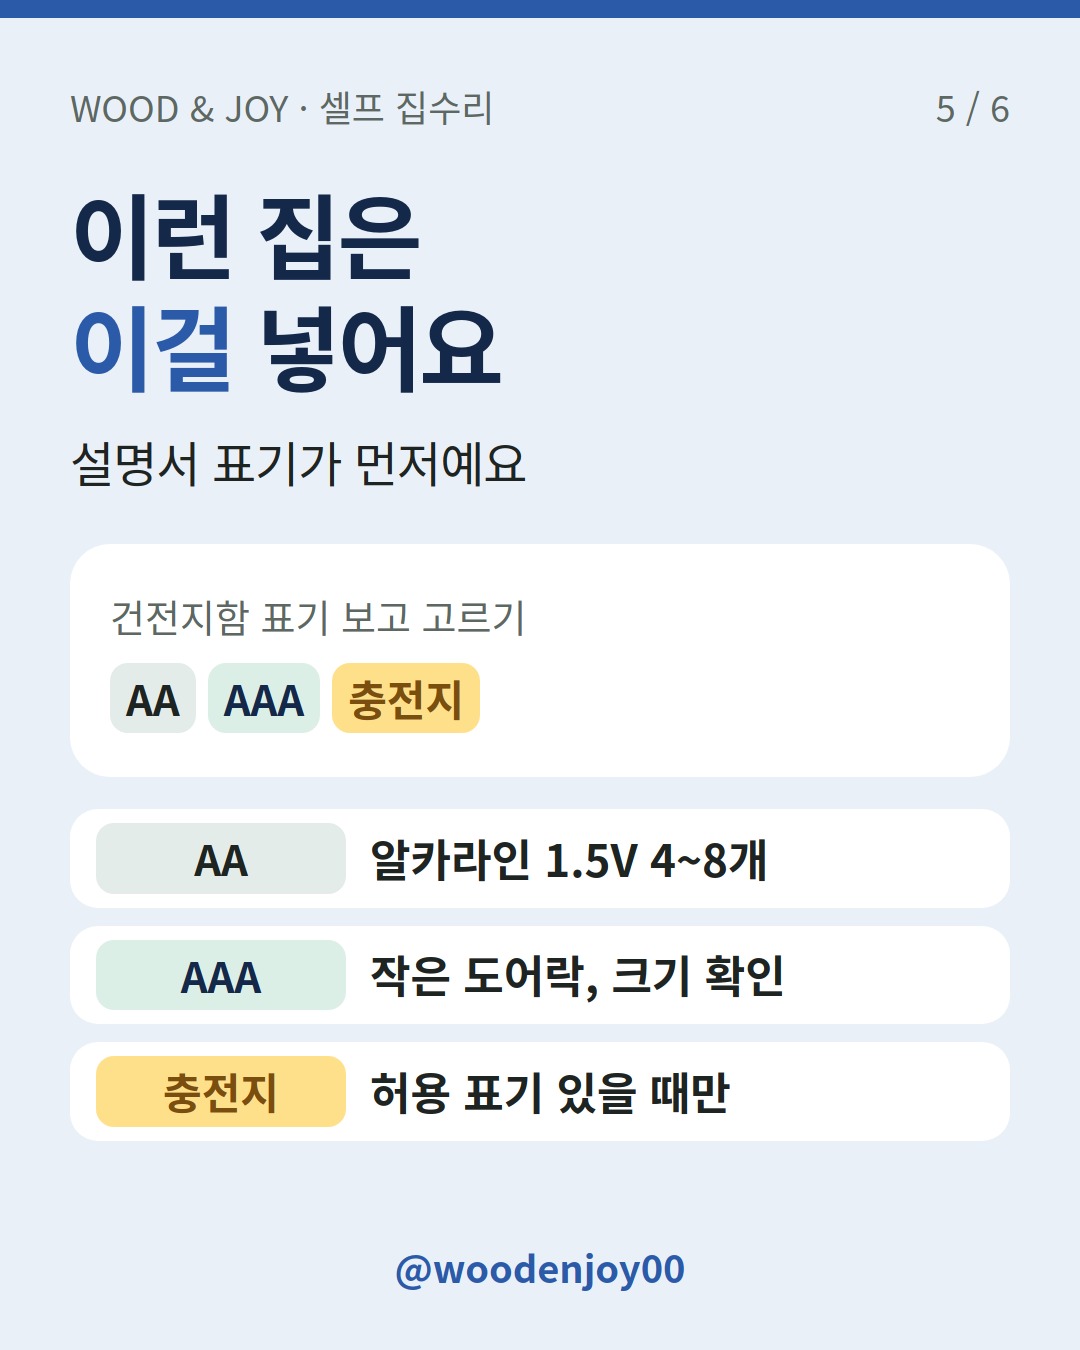 WOOD & JOY · 셀프 집수리
5 / 6
이런 집은
이걸 넣어요
설명서 표기가 먼저예요
건전지함 표기 보고 고르기
AA AAA 충전지
AA 알카라인 1.5V 4~8개
AAA 작은 도어락, 크기 확인
충전지 허용 표기 있을 때만
@woodenjoy00